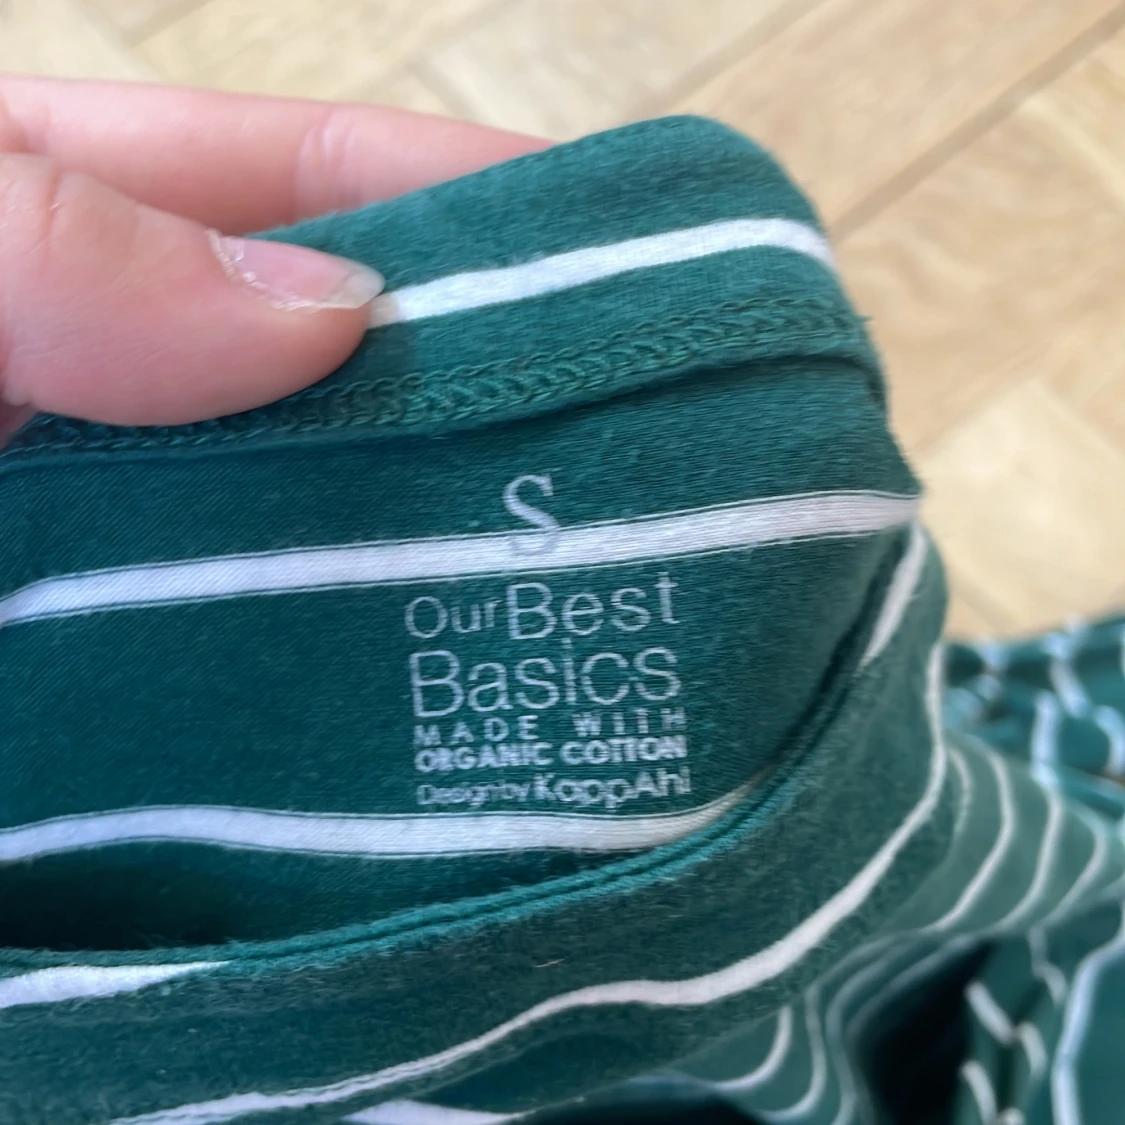 S
Our Best
Basics
MADE WITH
ORGANIC COTTON
Design by KappAhl